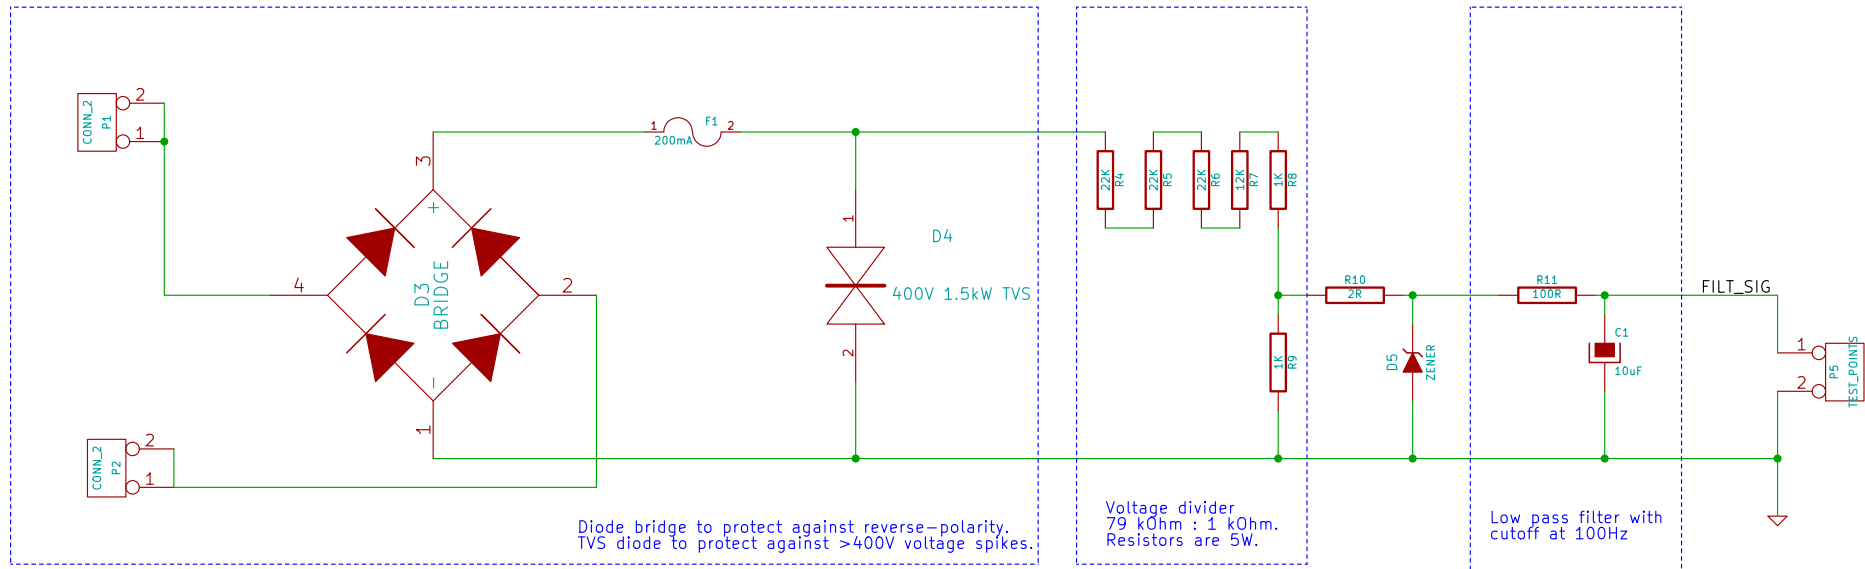 2
1
CONN_2
P1
2
1
CONN_2
P2
3
4
2
1
+
-
D3
BRIDGE
1
2
F1
200mA
1
2
D4
400V 1.5kW TVS
Diode bridge to protect against reverse-polarity.
TVS diode to protect against >400V voltage spikes.
22K
R4
22K
R5
22K
R6
12K
R7
1K
R8
1K
R9
Voltage divider
79 kOhm : 1 kOhm.
Resistors are 5W.
R10
2R
D5
ZENER
R11
100R
C1
10uF
Low pass filter with
cutoff at 100Hz
FILT_SIG
1
2
P5
TEST_POINTS